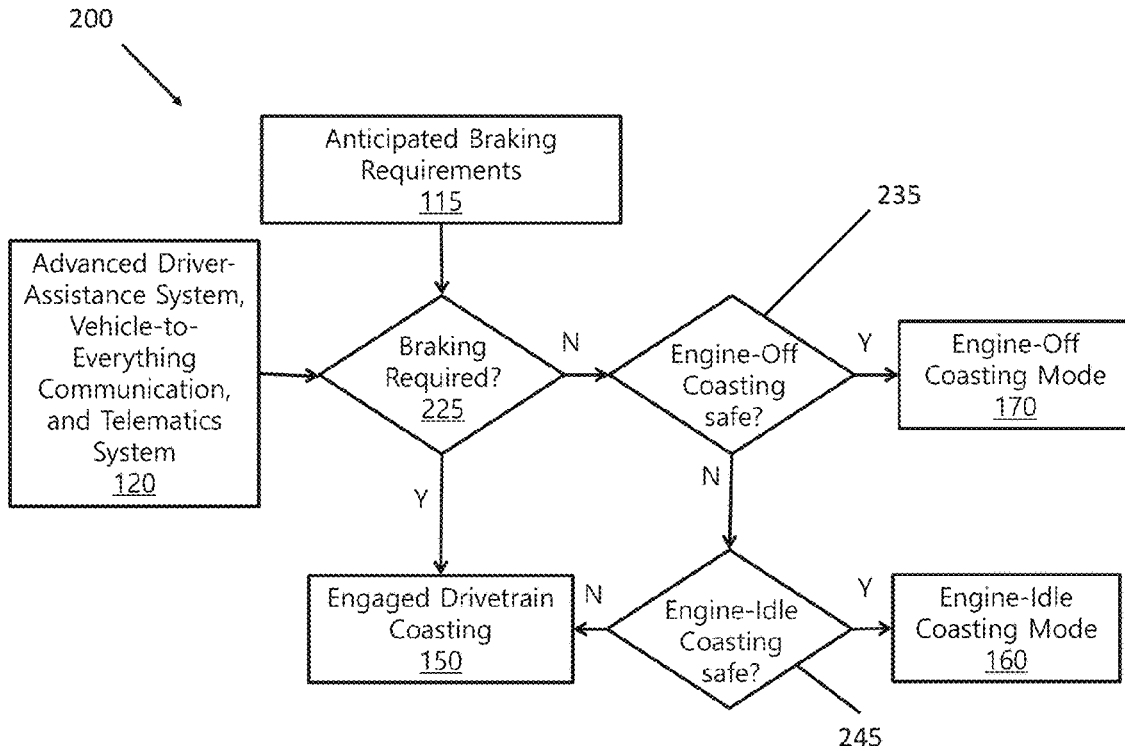 200
Anticipated Braking
Requirements
115
235
Advanced Driver-
Assistance System,
Vehicle-to-
Everything
Communication,
and Telematics
System
120
Braking
Required?
225
N
Engine-Off
Coasting
safe?
Y
Engine-Off
Coasting Mode
170
Y
N
Engaged Drivetrain
Coasting
150
N
Engine-Idle
Coasting
safe?
Y
Engine-Idle
Coasting Mode
160
245